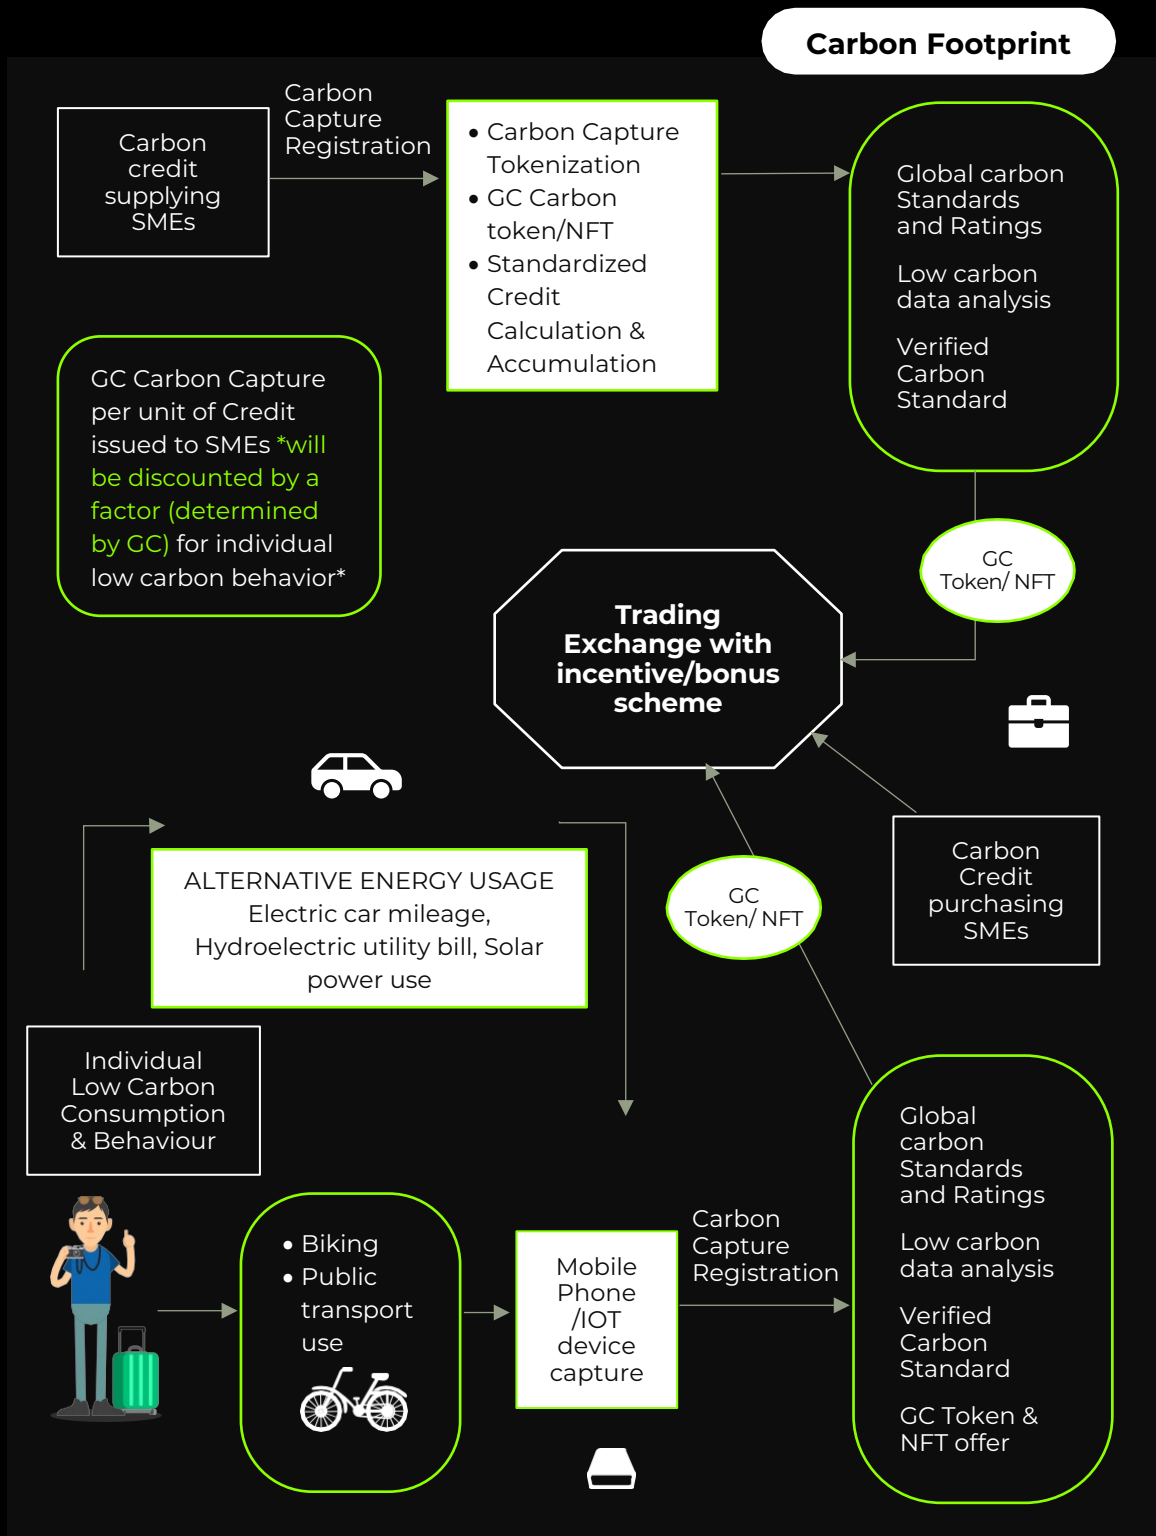 Carbon Footprint
Carbon
credit
supplying
SMEs
Carbon
Capture
Registration
• Carbon Capture
Tokenization
• GC Carbon
token/NFT
• Standardized
Credit
Calculation &
Accumulation
Global carbon
Standards
and Ratings
Low carbon
data analysis
Verified
Carbon
Standard
GC Carbon Capture
per unit of Credit
issued to SMEs *will
be discounted by a
factor (determined
by GC) for individual
low carbon behavior*
GC
Token/ NFT
Trading
Exchange with
incentive/bonus
scheme
Carbon
Credit
purchasing
SMEs
GC
Token/ NFT
ALTERNATIVE ENERGY USAGE
Electric car mileage,
Hydroelectric utility bill, Solar
power use
Individual
Low Carbon
Consumption
& Behaviour
• Biking
• Public
transport
use
Mobile
Phone
/IOT
device
capture
Carbon
Capture
Registration
Global
carbon
Standards
and Ratings
Low carbon
data analysis
Verified
Carbon
Standard
GC Token &
NFT offer